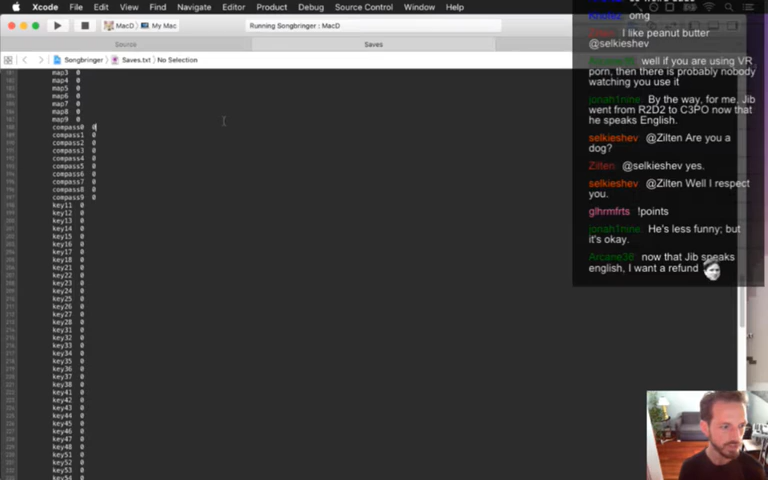 Xcode File Edit View Find Navigate Editor Product Debug Source Control Window Help
MacD My Mac
Running Songbringer : MacD
Source
Saves
Songbringer Saves.txt No Selection
map3 0
map4 0
map5 0
map6 0
map7 0
map8 0
map9 0
compass0 0
compass1 0
compass2 0
compass3 0
compass4 0
compass5 0
compass6 0
compass7 0
compass8 0
compass9 0
key11 0
key12 0
key13 0
key14 0
key15 0
key16 0
key17 0
key18 0
key21 0
key22 0
key23 0
key24 0
key25 0
key26 0
key27 0
key28 0
key31 0
key32 0
key33 0
key34 0
key35 0
key36 0
key37 0
key38 0
key41 0
key42 0
key43 0
key44 0
key45 0
key46 0
key47 0
key48 0
key51 0
key52 0
key53 0
key54 0
omg
I like peanut butter
@selkieshev
Arcane36 well if you are using VR
porn, then there is probably nobody
watching you use it
jonah1nine By the way, for me, Jib
went from R2D2 to C3PO now that
he speaks English.
selkieshev @Zilten Are you a
dog?
Zilten @selkieshev yes.
selkieshev @Zilten Well I respect
you.
glhrmfrts !points
jonah1nine He's less funny; but
it's okay.
Arcane36 now that Jib speaks
english, I want a refund